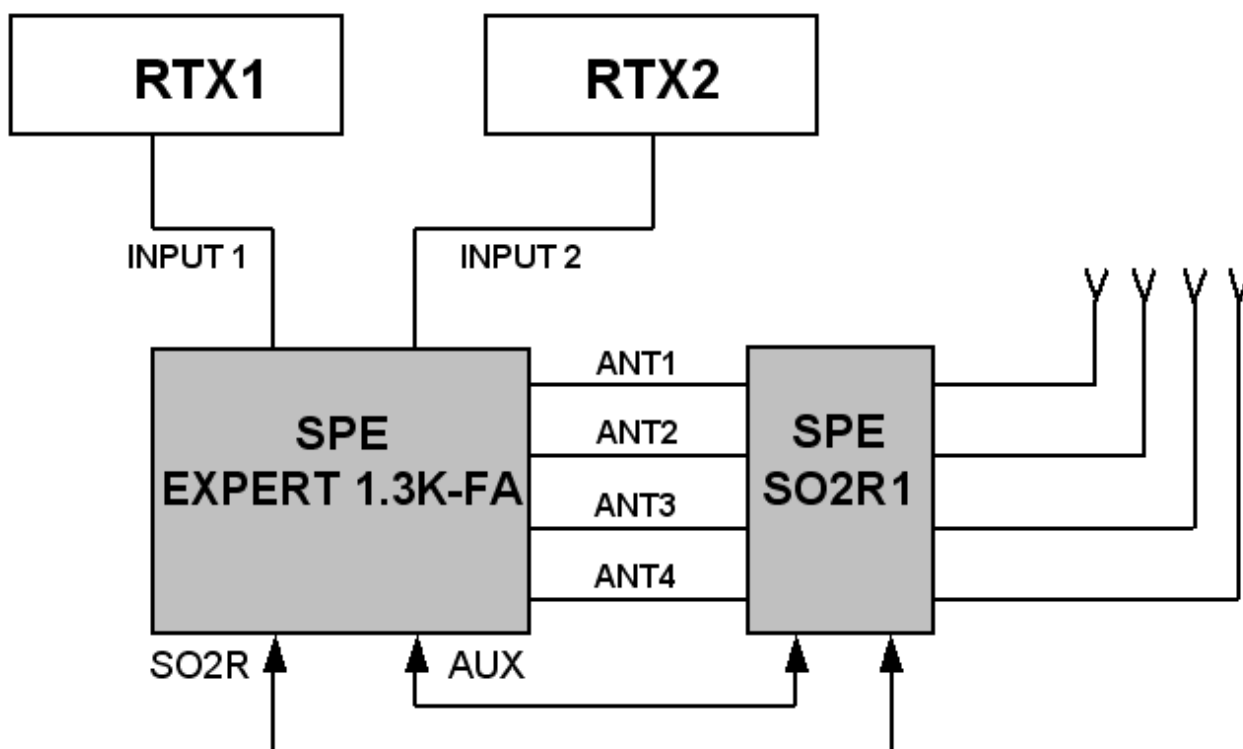 RTX1
RTX2
INPUT 1
INPUT 2
ANT1
ANT2
ANT3
ANT4
SPE
EXPERT 1.3K-FA
SPE
SO2R1
SO2R
AUX